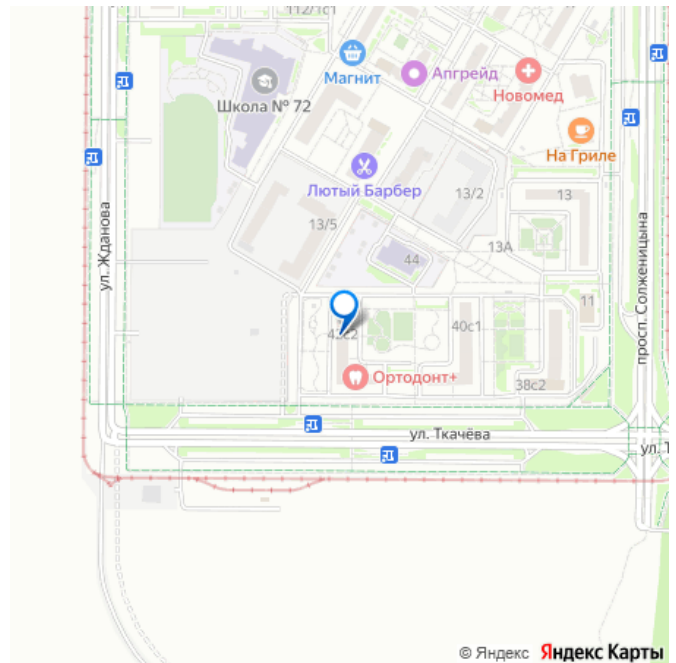 112/1с1
Магнит
Апгрейд
Новомед
Школа № 72
На Гриле
Лютый Барбер
13/2
13
ул. Жданова
13/5
просп. Солженицына
13А
44
11
42с2
40с1
Ортодонт+
38с2
ул. Ткачёва
ул. Т
© Яндекс Яндекс Карты